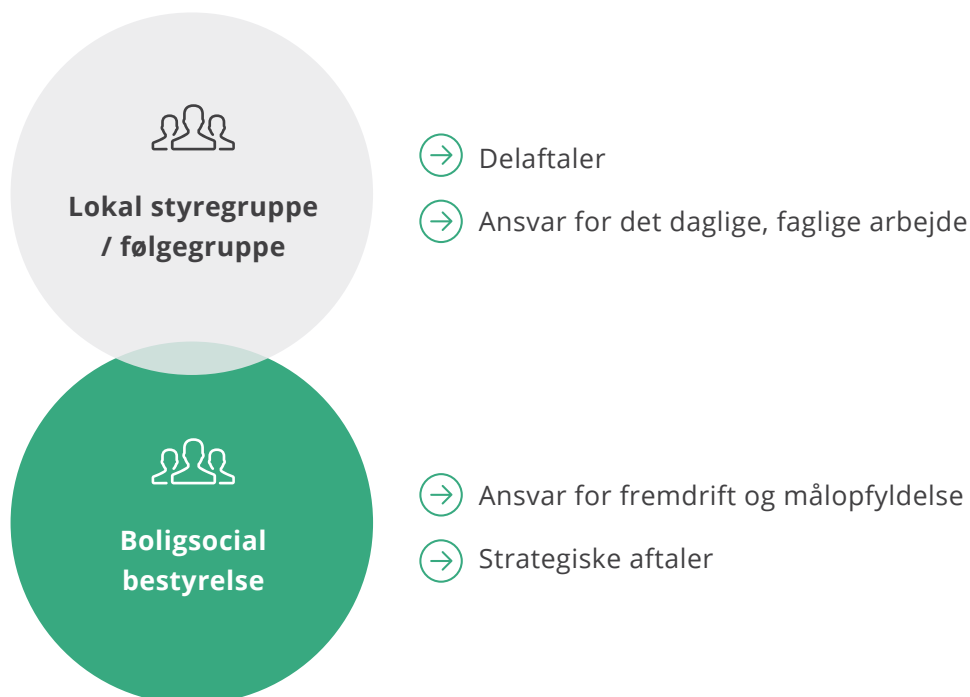 Lokal styregruppe
/ følgegruppe
Delaftaler
Ansvar for det daglige, faglige arbejde
Boligsocial
bestyrelse
Ansvar for fremdrift og målopfyldelse
Strategiske aftaler